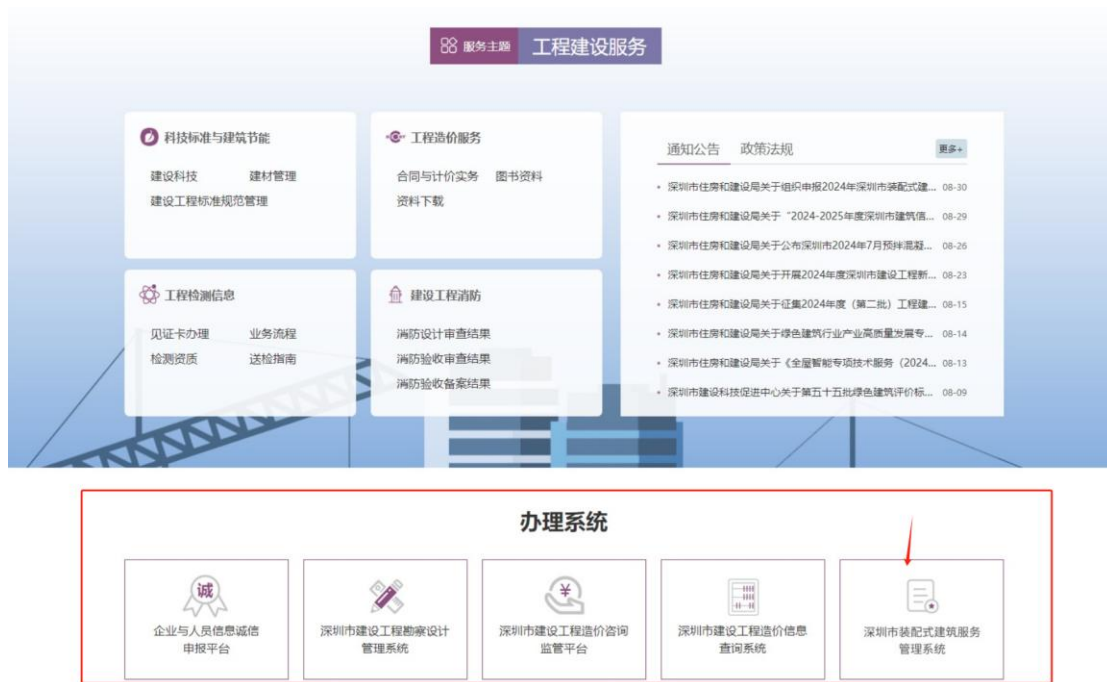 服务主题 工程建设服务
科技标准与建筑节能
建设科技 建材管理
建设工程标准规范管理
工程造价服务
合同与计价实务 图书资料
资料下载
工程检测信息
见证卡办理 业务流程
检测资质 送检指南
建设工程消防
消防设计审查结果
消防验收审查结果
消防验收备案结果
通知公告 政策法规 更多+
深圳市住房和建设局关于组织申报2024年深圳市装配式建... 08-30
深圳市住房和建设局关于“2024-2025年度深圳市建筑信... 08-29
深圳市住房和建设局关于公布深圳市2024年7月预拌混凝... 08-26
深圳市住房和建设局关于开展2024年度深圳市建设工程新... 08-23
深圳市住房和建设局关于征集2024年度（第二批）工程建... 08-15
深圳市住房和建设局关于绿色建筑行业产业高质量发展专... 08-14
深圳市住房和建设局关于《全屋智能专项技术服务（2024... 08-13
深圳市建设科技促进中心关于第五十五批绿色建筑评价标... 08-09
办理系统
诚
企业与人员信息诚信
申报平台
深圳市建设工程勘察设计
管理系统
¥
深圳市建设工程造价咨询
监管平台
深圳市建设工程造价信息
查询系统
深圳市装配式建筑服务
管理系统